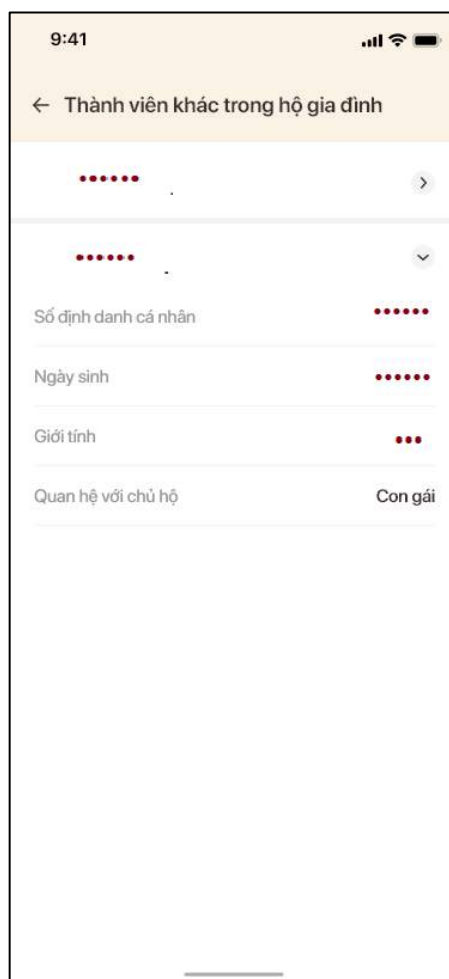 9:41
Thành viên khác trong hộ gia đình
Số định danh cá nhân
Ngày sinh
Giới tính
Quan hệ với chủ hộ Con gái